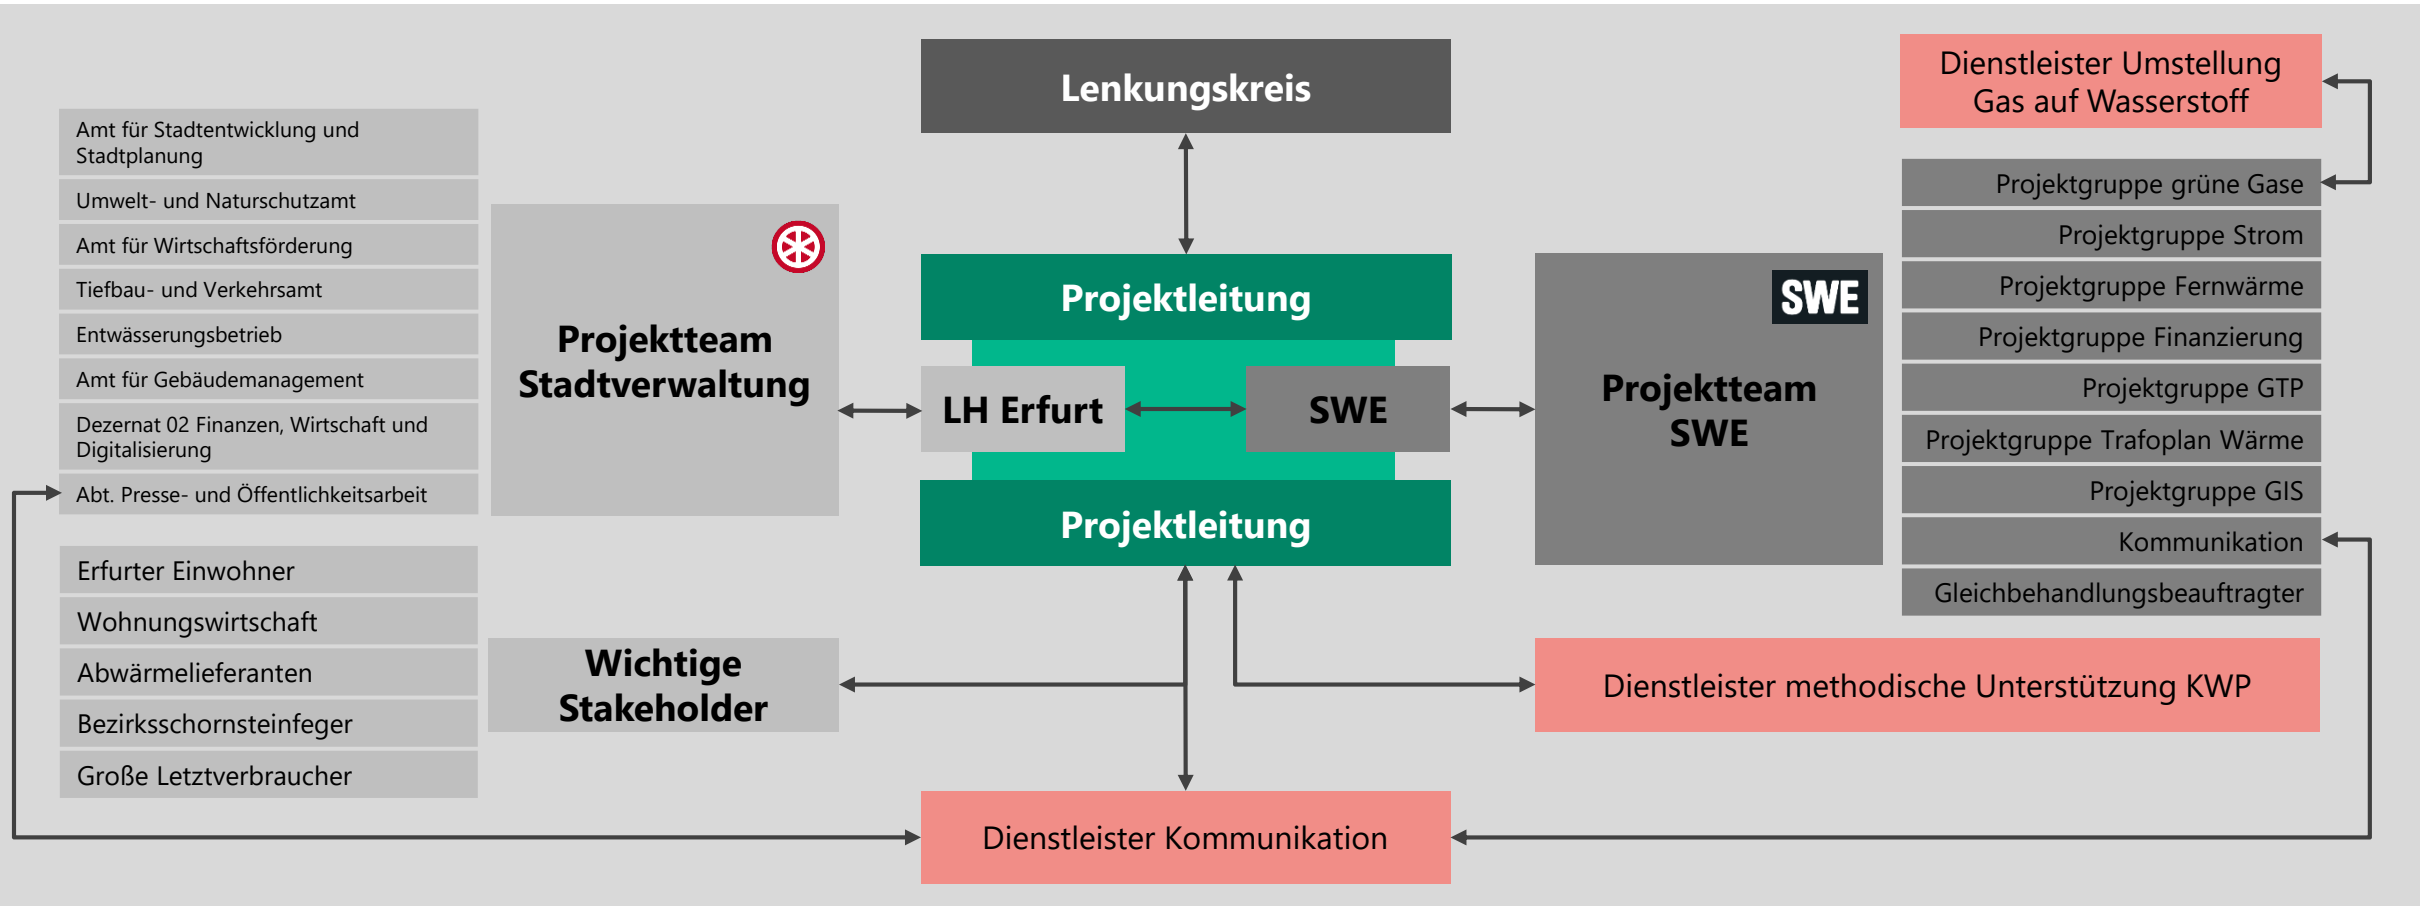 Lenkungskreis
Dienstleister Umstellung
Gas auf Wasserstoff
Amt für Stadtentwicklung und
Stadtplanung
Umwelt- und Naturschutzamt
Amt für Wirtschaftsförderung
Tiefbau- und Verkehrsamt
Entwässerungsbetrieb
Amt für Gebäudemanagement
Dezernat 02 Finanzen, Wirtschaft und
Digitalisierung
Abt. Presse- und Öffentlichkeitsarbeit
Projektteam
Stadtverwaltung
Projektleitung
LH Erfurt
SWE
Projektleitung
SWE
Projektteam
SWE
Projektgruppe grüne Gase
Projektgruppe Strom
Projektgruppe Fernwärme
Projektgruppe Finanzierung
Projektgruppe GTP
Projektgruppe Trafoplan Wärme
Projektgruppe GIS
Kommunikation
Gleichbehandlungsbeauftragter
Erfurter Einwohner
Wohnungswirtschaft
Abwärmelieferanten
Bezirksschornsteinfeger
Große Letztverbraucher
Wichtige
Stakeholder
Dienstleister methodische Unterstützung KWP
Dienstleister Kommunikation